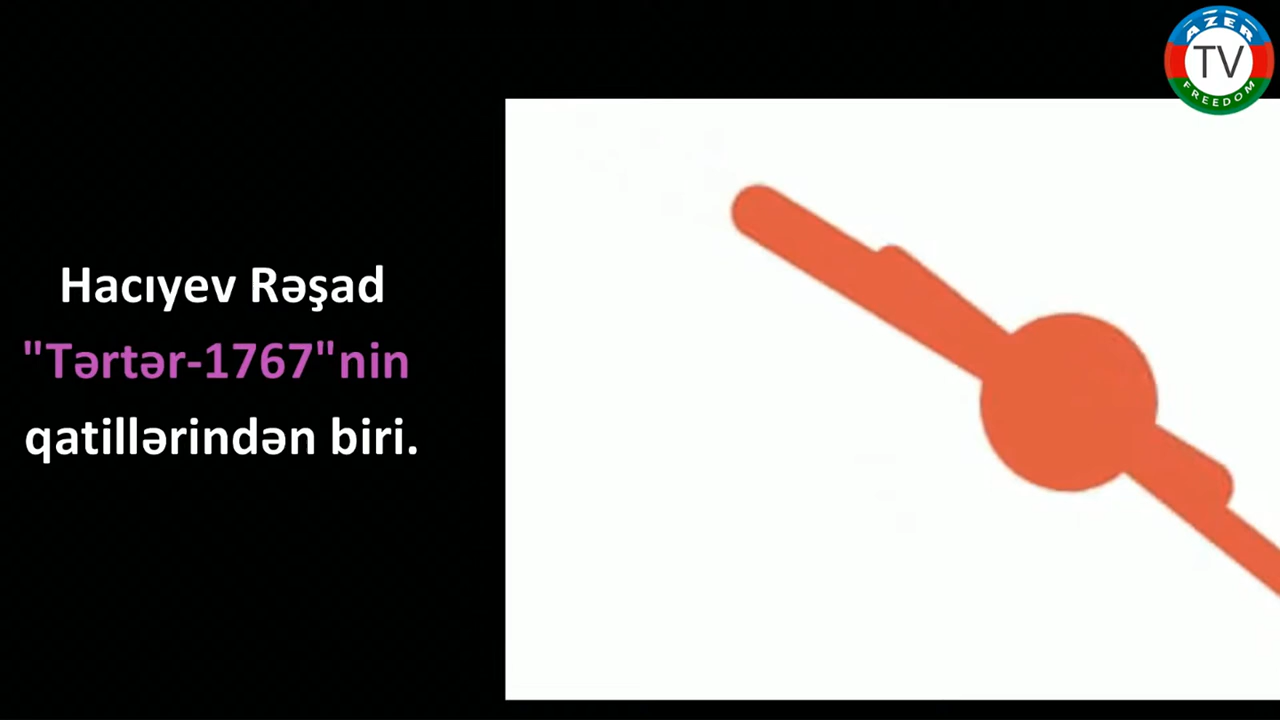 AZER
TV
FREEDOM
Hacıyev Rəşad
"Tərtər-1767"nin
qatillərindən biri.